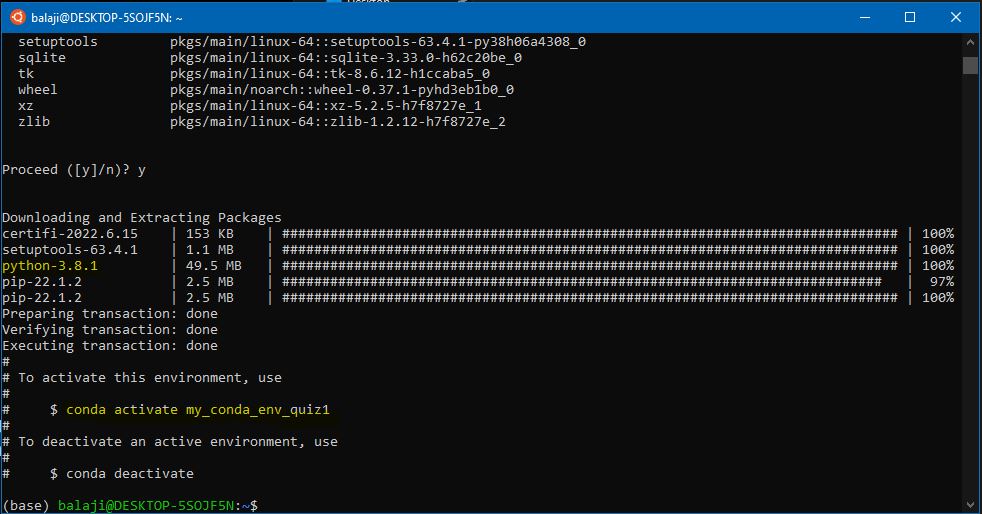 balaji@DESKTOP-5SOJF5N: ~
setuptools         pkgs/main/linux-64::setuptools-63.4.1-py38h06a4308_0
sqlite             pkgs/main/linux-64::sqlite-3.33.0-h62c20be_0
tk                 pkgs/main/linux-64::tk-8.6.12-h1ccaba5_0
wheel              pkgs/main/noarch::wheel-0.37.1-pyhd3eb1b0_0
xz                 pkgs/main/linux-64::xz-5.2.5-h7f8727e_1
zlib               pkgs/main/linux-64::zlib-1.2.12-h7f8727e_2
Proceed ([y]/n)? y
Downloading and Extracting Packages
certifi-2022.6.15    | 153 KB    | ############################################################################# | 100%
setuptools-63.4.1    | 1.1 MB    | ############################################################################# | 100%
python-3.8.1         | 49.5 MB   | ############################################################################# | 100%
pip-22.1.2           | 2.5 MB    | ###########################################################################   |  97%
pip-22.1.2           | 2.5 MB    | ############################################################################# | 100%
Preparing transaction: done
Verifying transaction: done
Executing transaction: done
#
# To activate this environment, use
#
#     $ conda activate my_conda_env_quiz1
#
# To deactivate an active environment, use
#
#     $ conda deactivate
(base) balaji@DESKTOP-5SOJF5N:~$